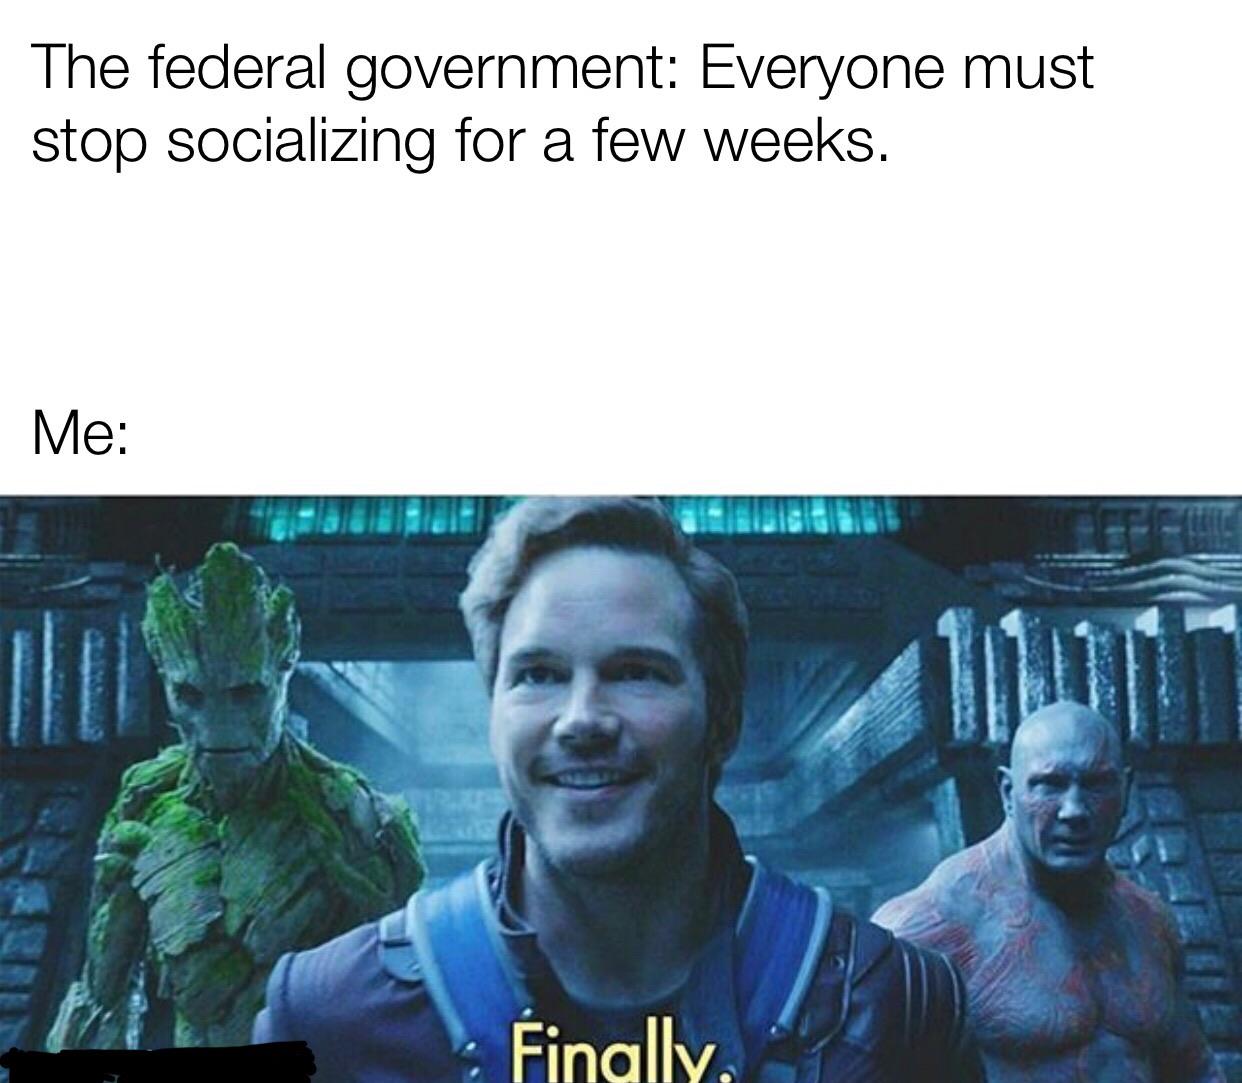 The federal government: Everyone must
stop socializing for a few weeks.
Me:
Finally.